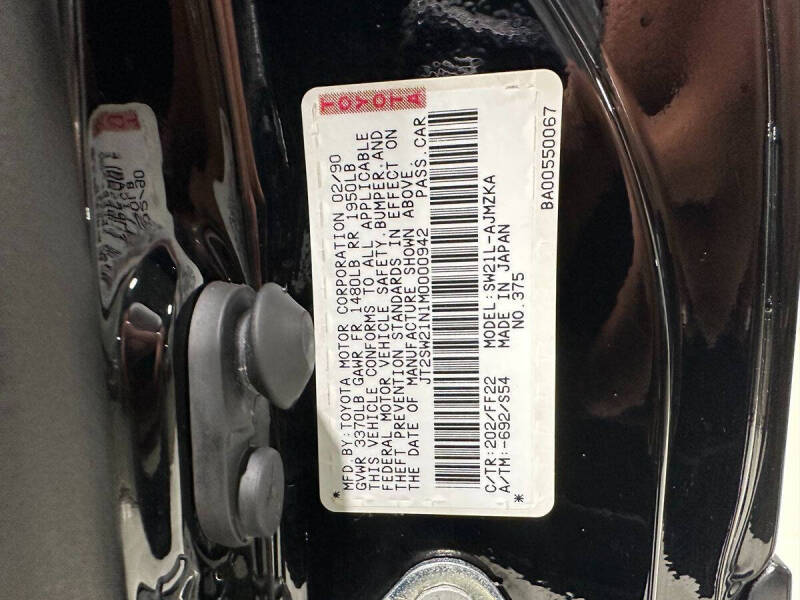 TOYOTA
*MFD.BY:TOYOTA MOTOR CORPORATION 02/90
GVWR 3370LB GAWR FR 1480LB RR 1950LB
THIS VEHICLE CONFORMS TO ALL APPLICABLE
FEDERAL MOTOR VEHICLE SAFETY,BUMPER,AND
THEFT PREVENTION STANDARDS IN EFFECT ON
THE DATE OF MANUFACTURE SHOWN ABOVE
JT2SW21N1M0000942 PASS.CAR
C/TR:202/FF22 MODEL:SW21L-AJMZKA
A/TM:-692/S54 MADE IN JAPAN
* NO.375
BA00550067